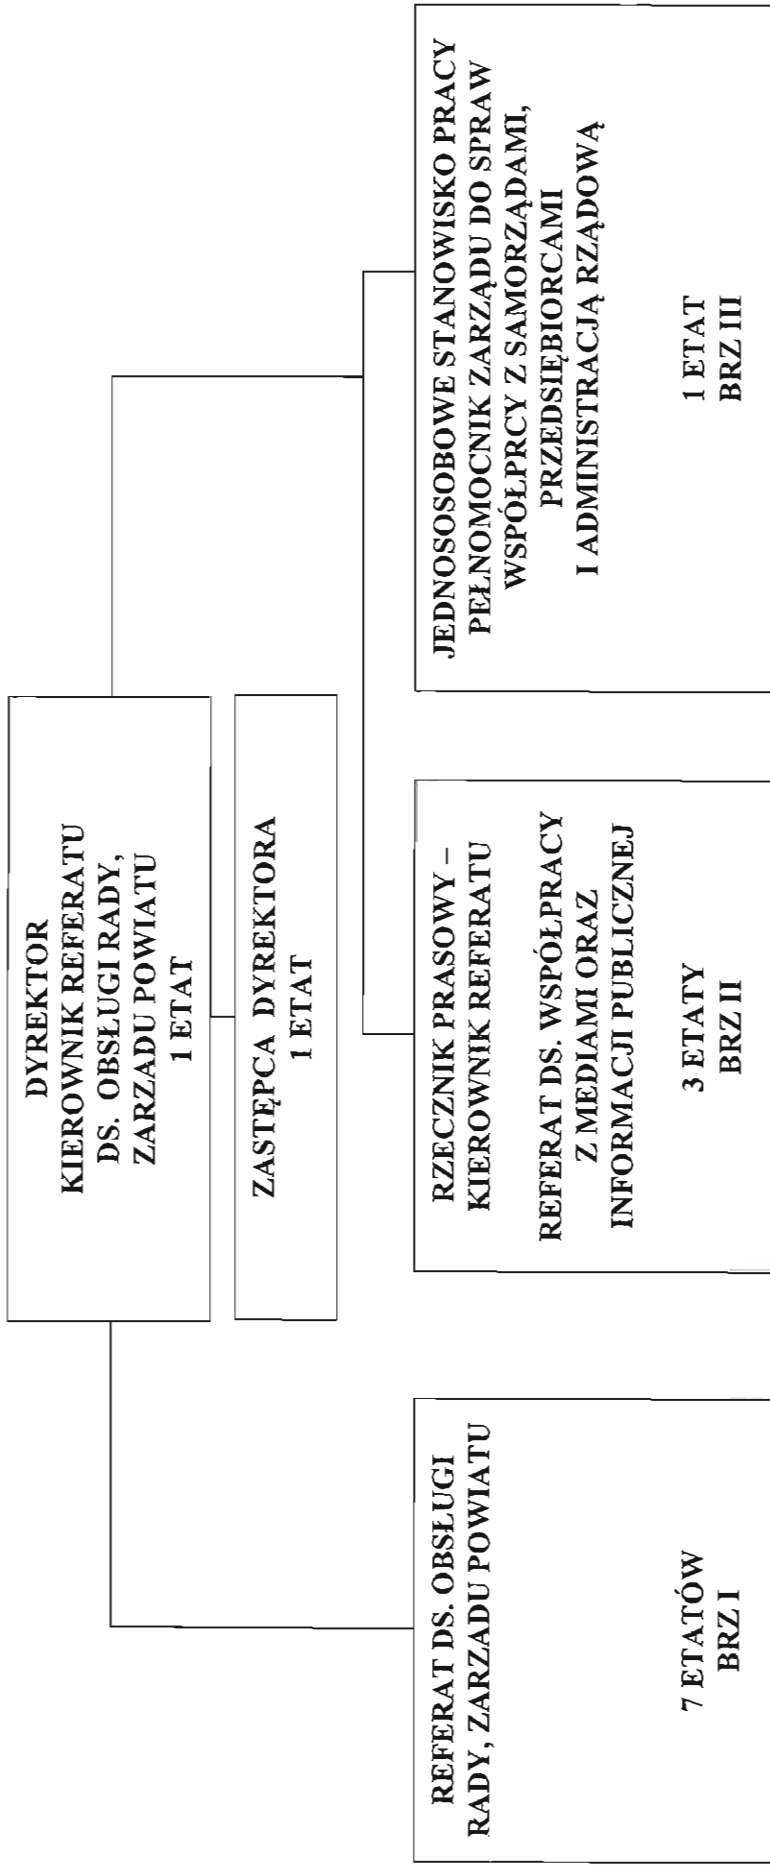 DYREKTOR
KIEROWNIK REFERATU
DS. OBSŁUGI RADY,
ZARZADU POWIATU
1 ETAT
ZASTĘPCA DYREKTORA
1 ETAT
REFERAT DS. OBSŁUGI
RADY, ZARZADU POWIATU
7 ETATÓW
BRZ I
RZECZNIK PRASOWY –
KIEROWNIK REFERATU
REFERAT DS. WSPÓŁPRACY
Z MEDIAMI ORAZ
INFORMACJI PUBLICZNEJ
3 ETATY
BRZ II
JEDNOSOSOBOWE STANOWISKO PRACY
PEŁNOMOCNIK ZARZĄDU DO SPRAW
WSPÓŁPRCY Z SAMORZĄDAMI,
PRZEDSIĘBIORCAMI
I ADMINISTRACJĄ RZĄDOWĄ
1 ETAT
BRZ III